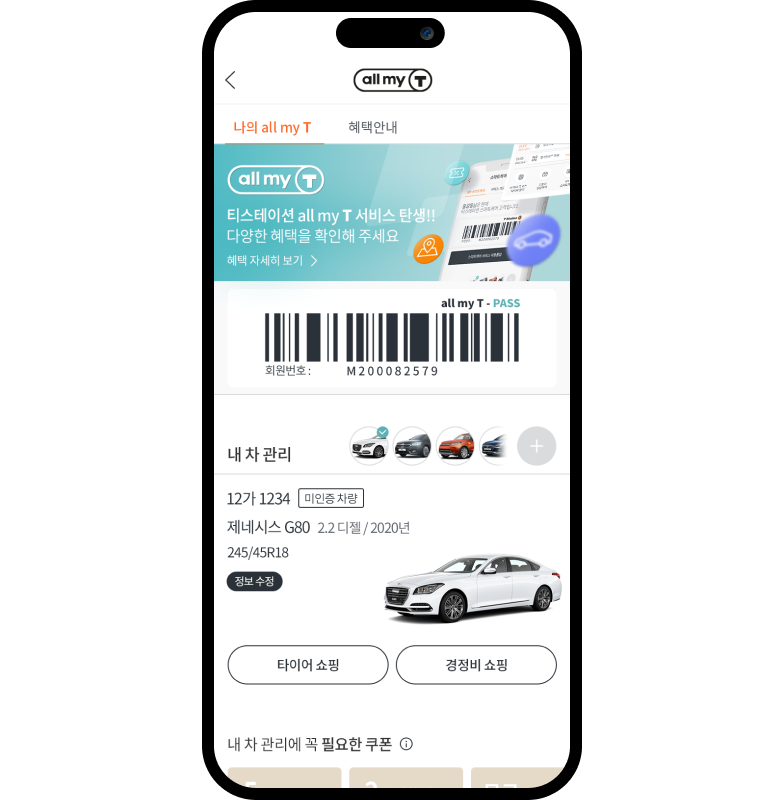 all my T
나의 all my T
혜택안내
all my T
티스테이션 all my T 서비스 탄생!!
다양한 혜택을 확인해 주세요
혜택 자세히 보기
all my T - PASS
회원번호 : M200082579
내 차 관리
12가 1234 미인증 차량
제네시스 G80 2.2 디젤 / 2020년
245/45R18
정보 수정
타이어 쇼핑
경정비 쇼핑
내 차 관리에 꼭 필요한 쿠폰